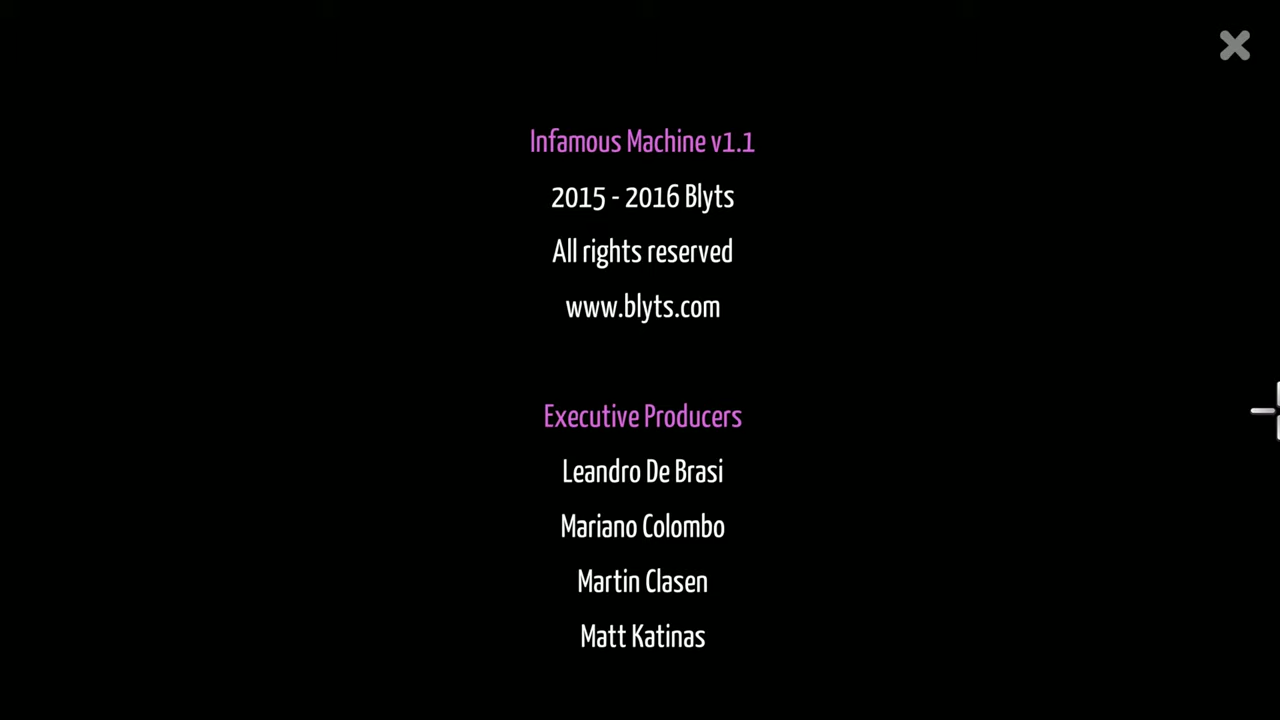 Infamous Machine v1.1
2015 - 2016 Blyts
All rights reserved
www.blyts.com
Executive Producers
Leandro De Brasi
Mariano Colombo
Martin Clasen
Matt Katinas